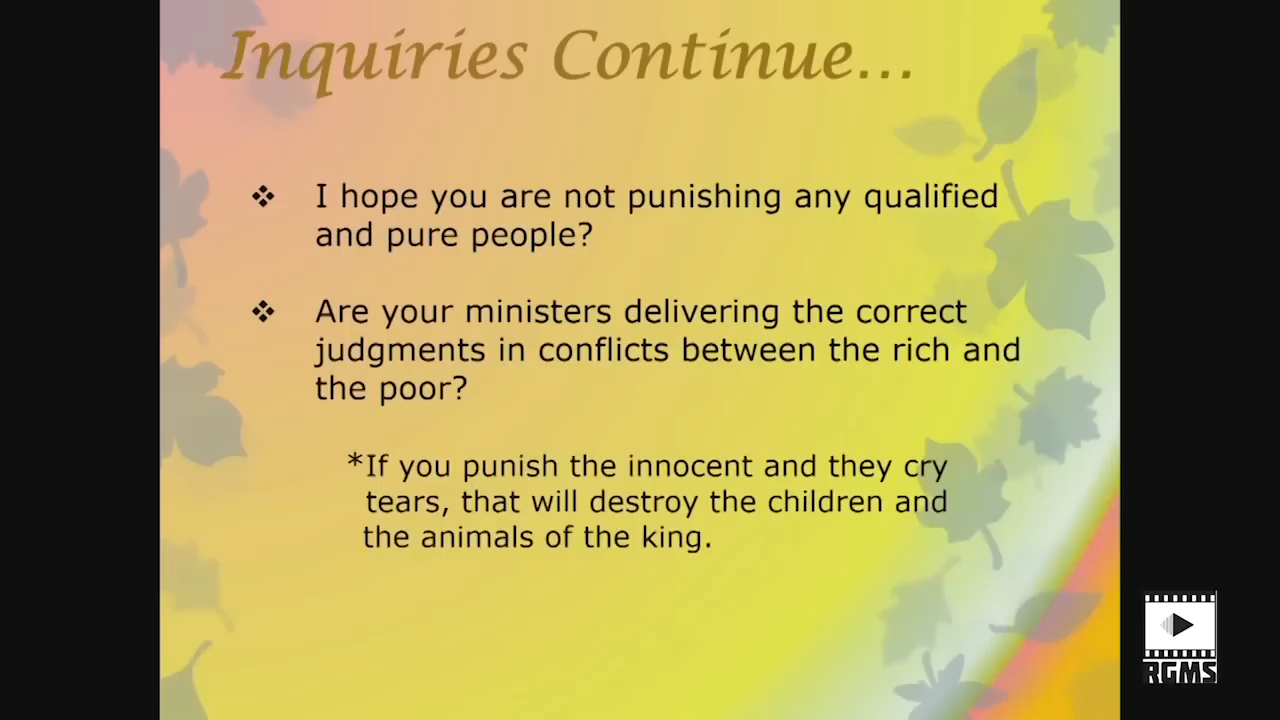 Inquiries Continue...
❖ I hope you are not punishing any qualified
and pure people?
❖ Are your ministers delivering the correct
judgments in conflicts between the rich and
the poor?
*If you punish the innocent and they cry
tears, that will destroy the children and
the animals of the king.
RGMS